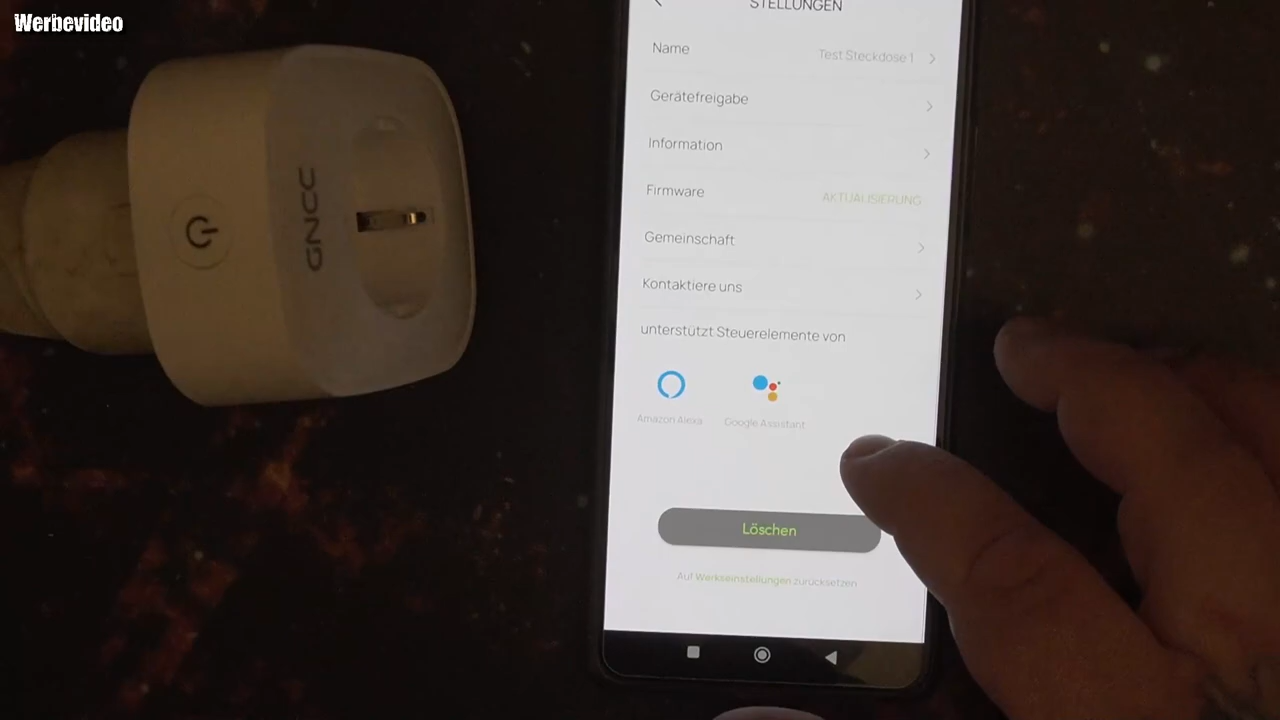 Werbevideo
STELLUNGEN
Name
Test Steckdose 1
Gerätefreigabe
Information
Firmware
AKTUALISIERUNG
Gemeinschaft
Kontaktiere uns
unterstützt Steuerelemente von
Amazon Alexa
Google Assistant
Löschen
Auf Werkseinstellungen zurücksetzen
GNCC